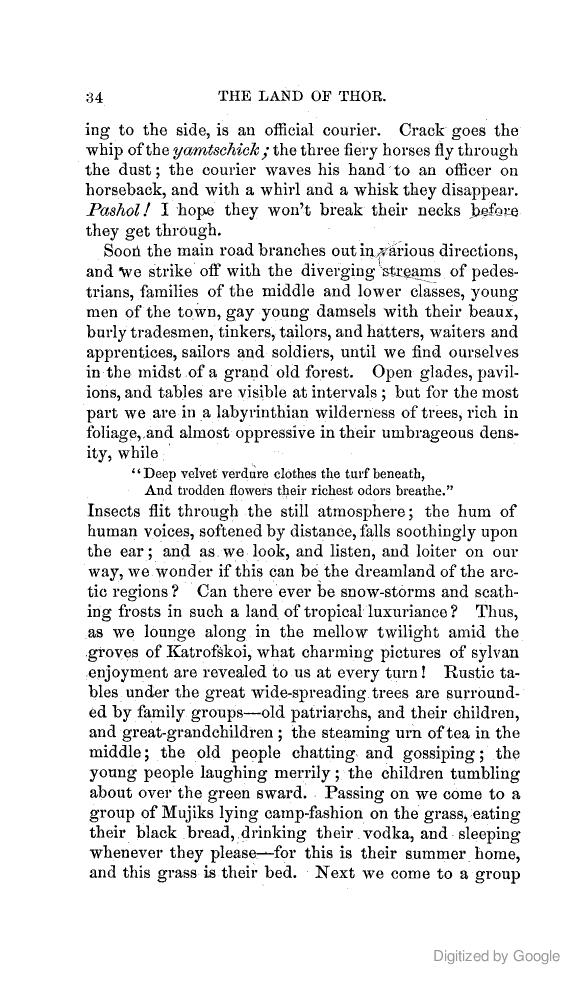 34 THE LAND OF THOR.
ing to the side, is an official courier. Crack goes the
whip of the yamtschick; the three fiery horses fly through
the dust; the courier waves his hand to an officer on
horseback, and with a whirl and a whisk they disappear.
Pashol! I hope they won't break their necks before
they get through.
Soon the main road branches out in various directions,
and we strike off with the diverging streams of pedes-
trians, families of the middle and lower classes, young
men of the town, gay young damsels with their beaux,
burly tradesmen, tinkers, tailors, and hatters, waiters and
apprentices, sailors and soldiers, until we find ourselves
in the midst of a grand old forest. Open glades, pavil-
ions, and tables are visible at intervals; but for the most
part we are in a labyrinthian wilderness of trees, rich in
foliage, and almost oppressive in their umbrageous dens-
ity, while
"Deep velvet verdure clothes the turf beneath,
And trodden flowers their richest odors breathe."
Insects flit through the still atmosphere; the hum of
human voices, softened by distance, falls soothingly upon
the ear; and as we look, and listen, and loiter on our
way, we wonder if this can be the dreamland of the arc-
tic regions? Can there ever be snow-storms and scath-
ing frosts in such a land of tropical luxuriance? Thus,
as we lounge along in the mellow twilight amid the
groves of Katrofskoi, what charming pictures of sylvan
enjoyment are revealed to us at every turn! Rustic ta-
bles under the great wide-spreading trees are surround-
ed by family groups—old patriarchs, and their children,
and great-grandchildren; the steaming urn of tea in the
middle; the old people chatting and gossiping; the
young people laughing merrily; the children tumbling
about over the green sward. Passing on we come to a
group of Mujiks lying camp-fashion on the grass, eating
their black bread, drinking their vodka, and sleeping
whenever they please—for this is their summer home,
and this grass is their bed. Next we come to a group
Digitized by Google